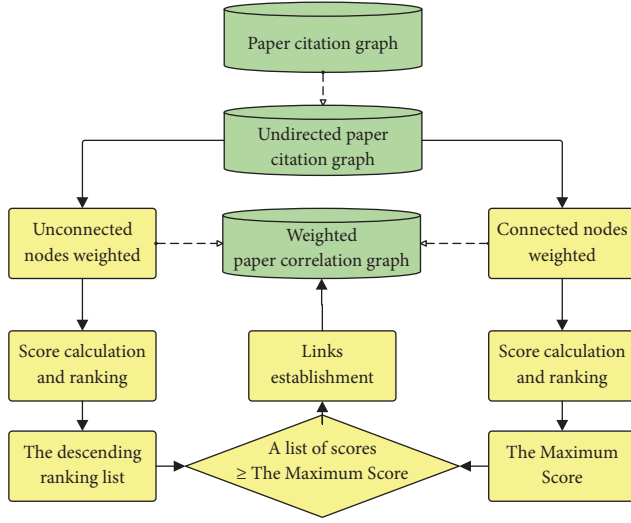 Paper citation graph
Undirected paper
citation graph
Unconnected
nodes weighted
Weighted
paper correlation graph
Connected nodes
weighted
Score calculation
and ranking
Links
establishment
Score calculation
and ranking
The descending
ranking list
A list of scores
≥ The Maximum Score
The Maximum
Score